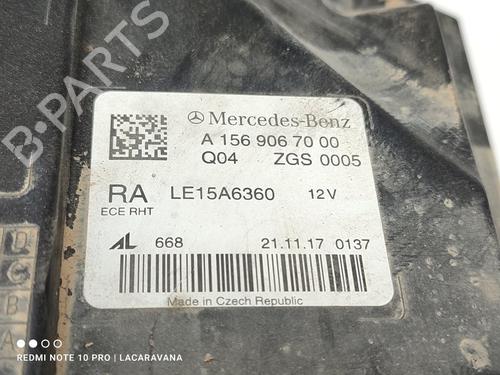 B-PARTS
Mercedes-Benz
A 156 906 70 00
Q04 ZGS 0005
RA LE15A6360 12V
ECE RHT
AL 668 21.11.17 0137
Made in Czech Republic
D
C
B
A
REDMI NOTE 10 PRO | LACARAVANA